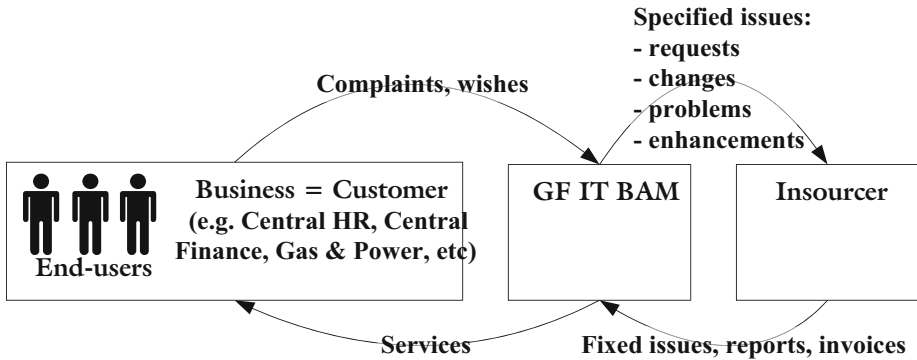 Specified issues:
- requests
- changes
- problems
- enhancements
Complaints, wishes
Business = Customer
(e.g. Central HR, Central
Finance, Gas & Power, etc)
End-users
GF IT BAM
Insourcer
Services
Fixed issues, reports, invoices